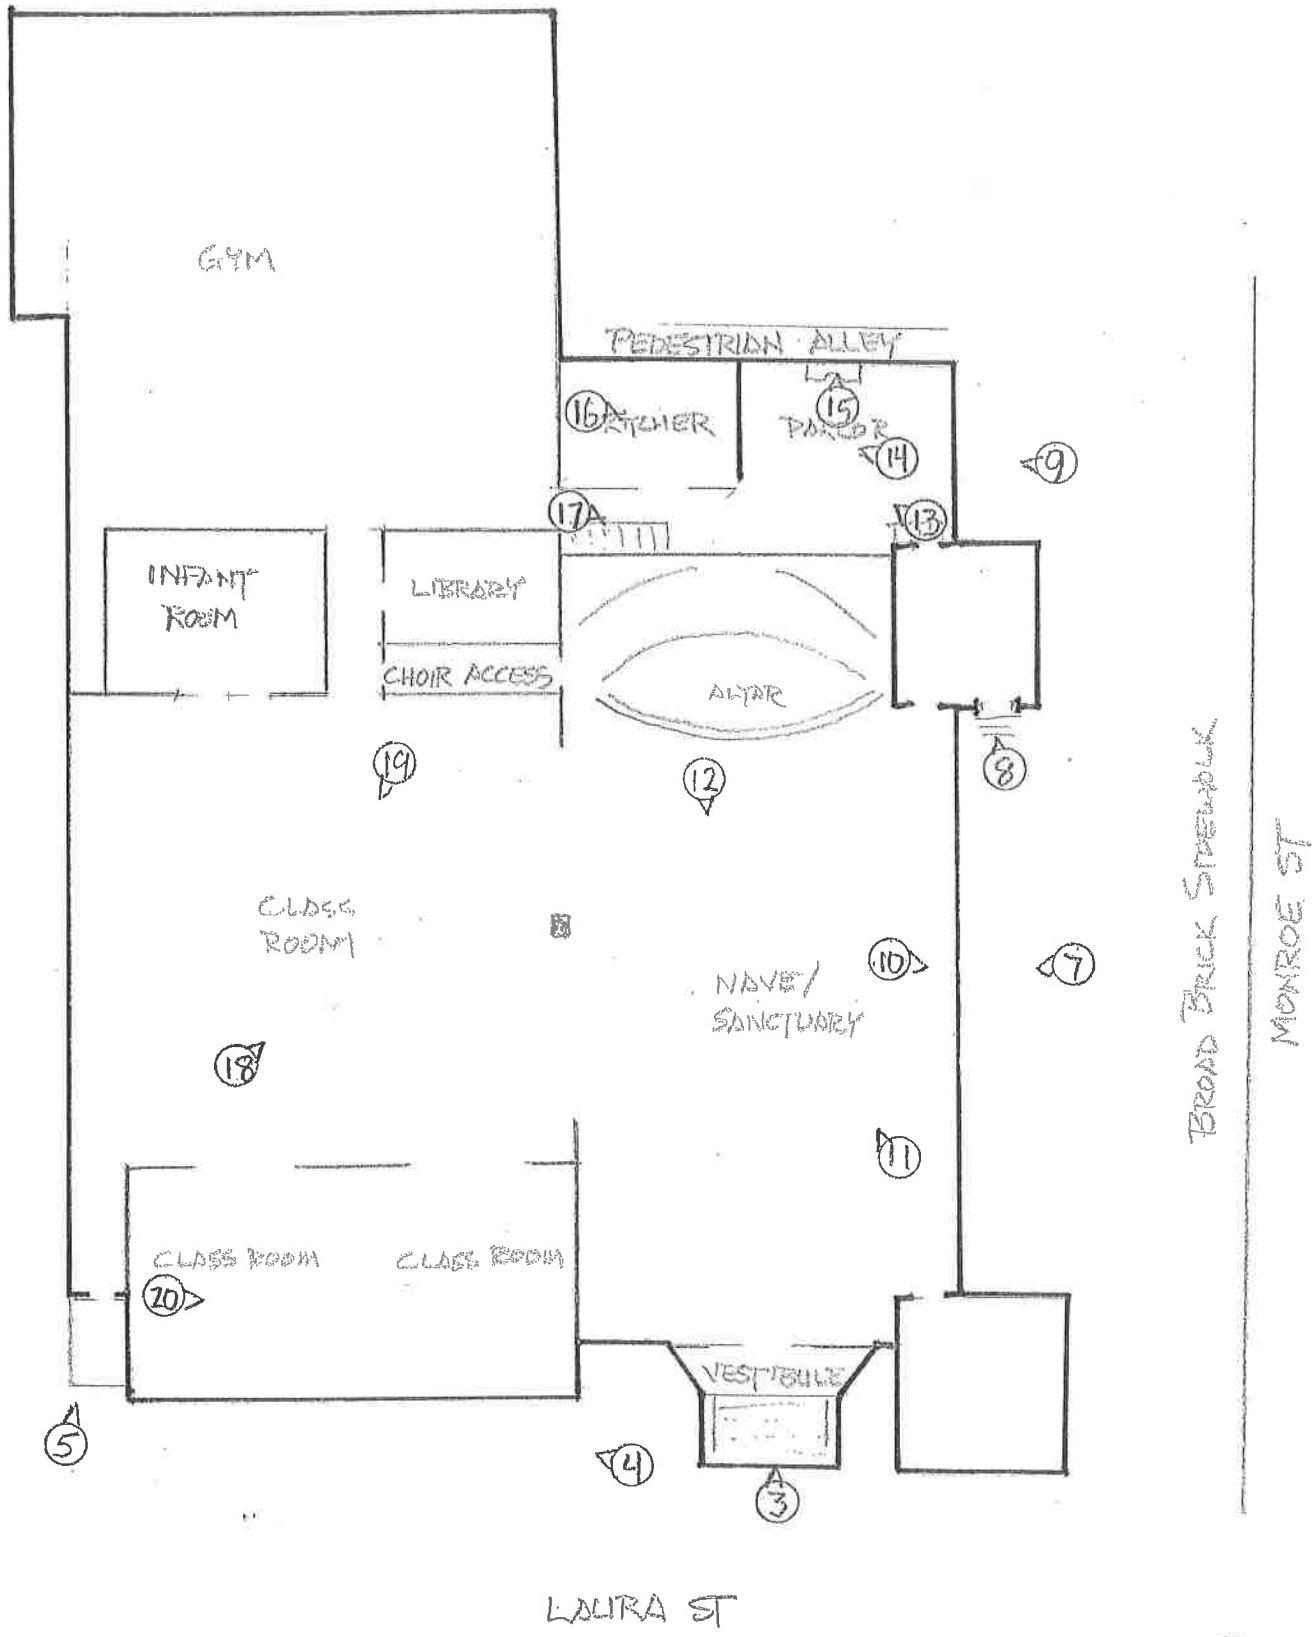 GYM
PEDESTRIAN ALLEY
15
16
PARLOR
14
9
17
13
INFANT
ROOM
LIBRARY
CHOIR ACCESS
ALTAR
8
19
12
CLASS
ROOM
10
7
NAVE/
SANCTUARY
BROAD BRICK SIDEWALK
MONROE ST
18
11
CLASS ROOM
CLASS ROOM
20
VESTIBULE
5
4
3
LAURA ST